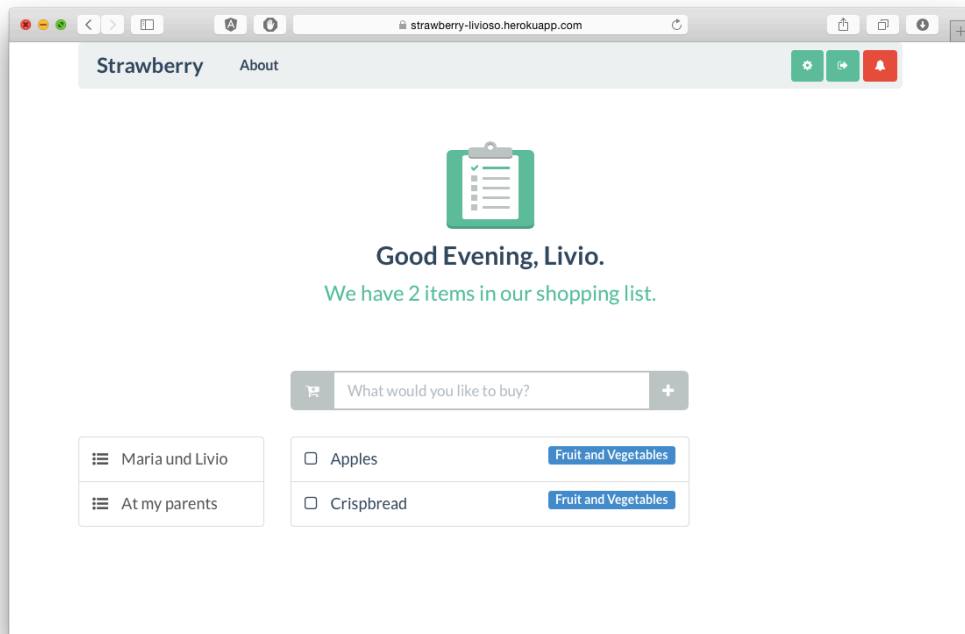 strawberry-livioso.herokuapp.com
Strawberry About
Good Evening, Livio.
We have 2 items in our shopping list.
What would you like to buy?
Maria und Livio
Apples Fruit and Vegetables
At my parents
Crispbread Fruit and Vegetables